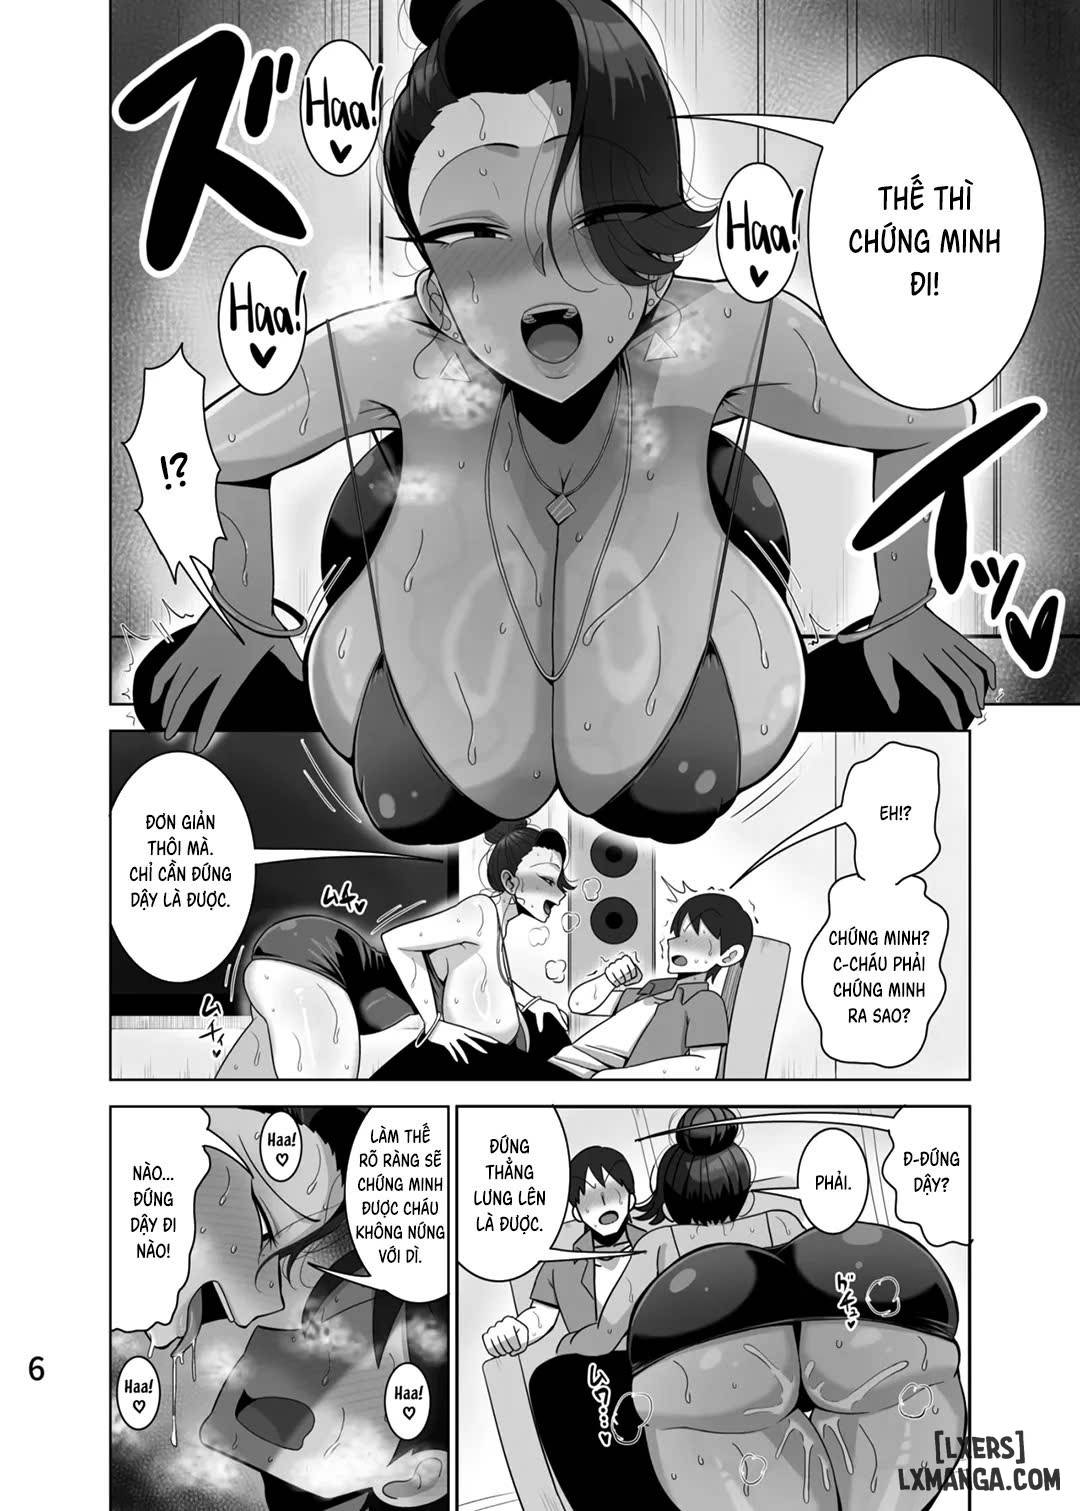 ズ
Haa!
Haa!
Haa!
THẾ THÌ
CHỨNG MINH
ĐI!
!?
イッ
EH!?
CHỨNG MINH?
C-CHÁU PHẢI
CHỨNG MINH
RA SAO?
ĐƠN GIẢN
THÔI MÀ.
CHỈ CẦN ĐỨNG
DẬY LÀ ĐƯỢC.
Đ-ĐỨNG
DẬY?
PHẢI.
ĐỨNG
THẲNG
LƯNG LÊN
LÀ ĐƯỢC.
LÀM THẾ
RÕ RÀNG SẼ
CHỨNG MINH
ĐƯỢC CHÁU
KHÔNG NỨNG
VỚI DÌ.
Haa!
NÀO...
ĐỨNG
DẬY ĐI
NÀO!
Haa!
Haa!
6
[LXERS]
LXMANGA.COM